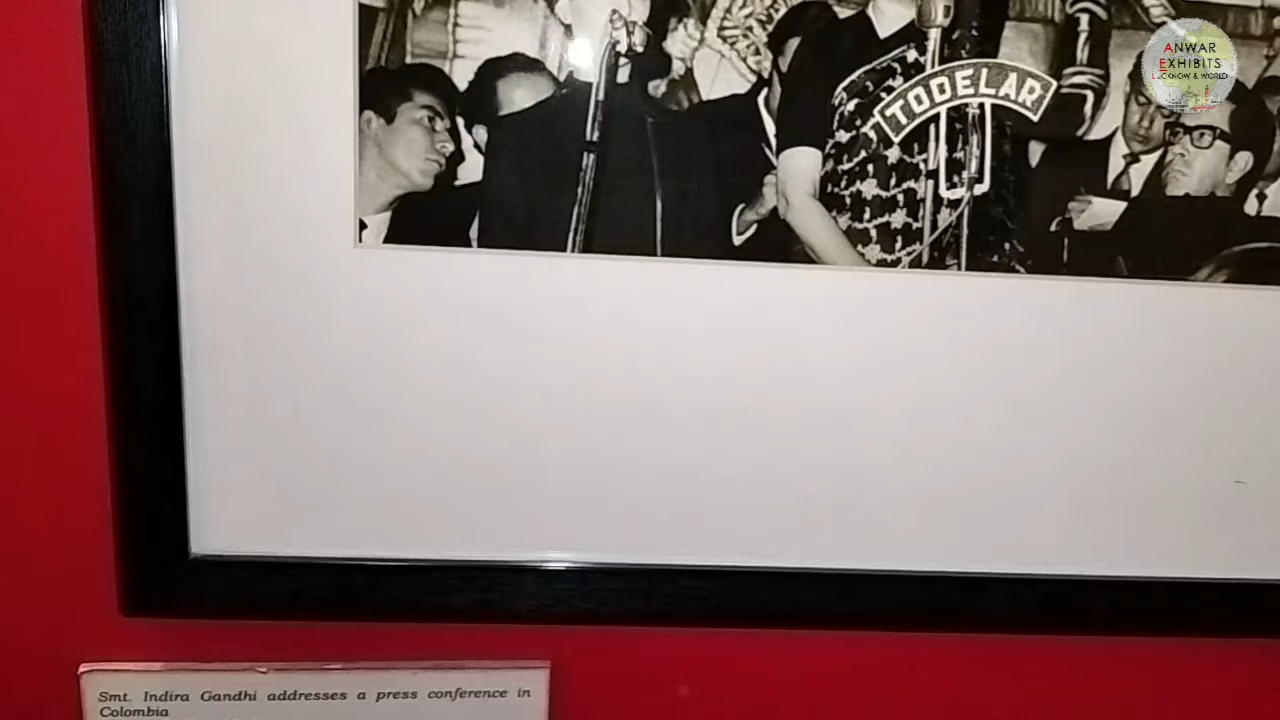 ANWAR
EXHIBITS
LUCKNOW & WORLD
TODELAR
Smt. Indira Gandhi addresses a press conference in
Colombia